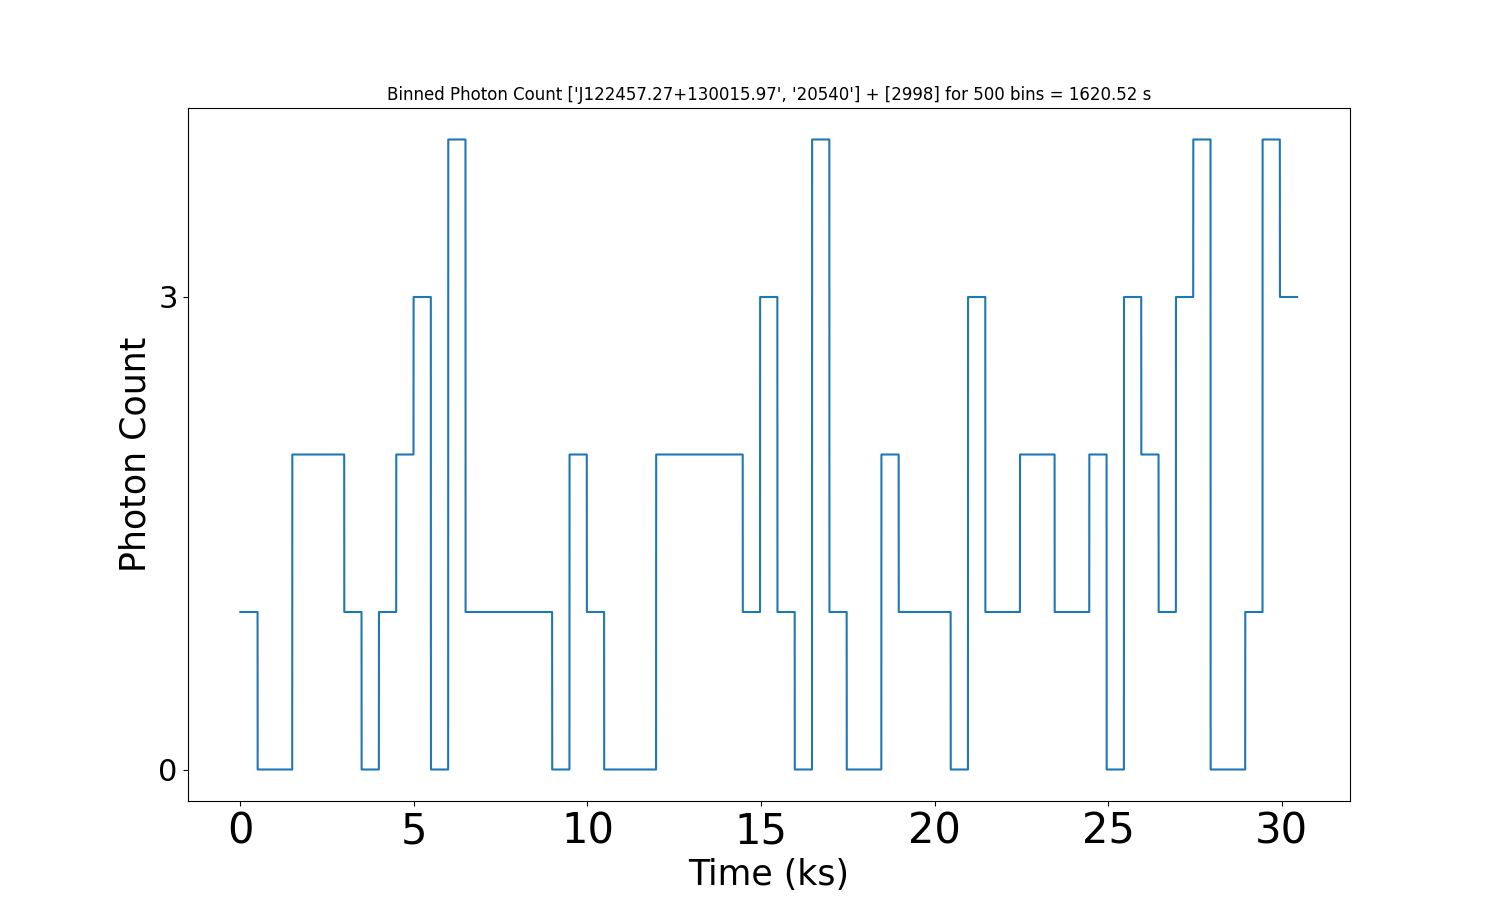 Binned Photon Count ['J122457.27+130015.97', '20540'] + [2998] for 500 bins = 1620.52 s
3
0
Photon Count
0 5 10 15 20 25 30
Time (ks)